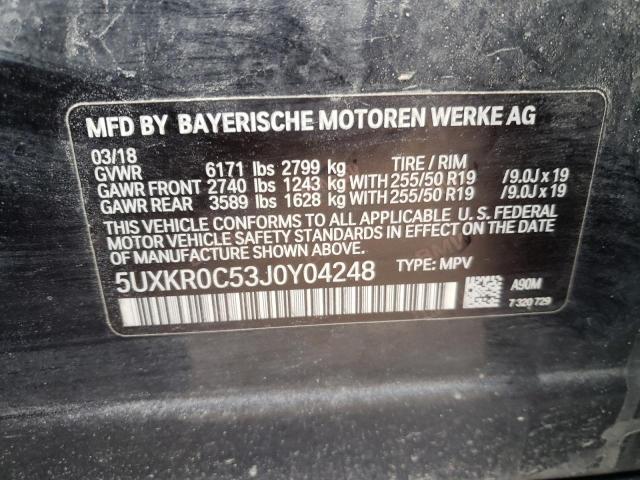 MFD BY BAYERISCHE MOTOREN WERKE AG
03/18
GVWR 6171 lbs 2799 kg TIRE / RIM
GAWR FRONT 2740 lbs 1243 kg WITH 255/50 R19 /9.0J x 19
GAWR REAR 3589 lbs 1628 kg WITH 255/50 R19 /9.0J x 19
THIS VEHICLE CONFORMS TO ALL APPLICABLE U. S. FEDERAL
MOTOR VEHICLE SAFETY STANDARDS IN EFFECT ON THE DATE
OF MANUFACTURE SHOWN ABOVE.
5UXKR0C53J0Y04248 TYPE: MPV
A90M
7 320 729